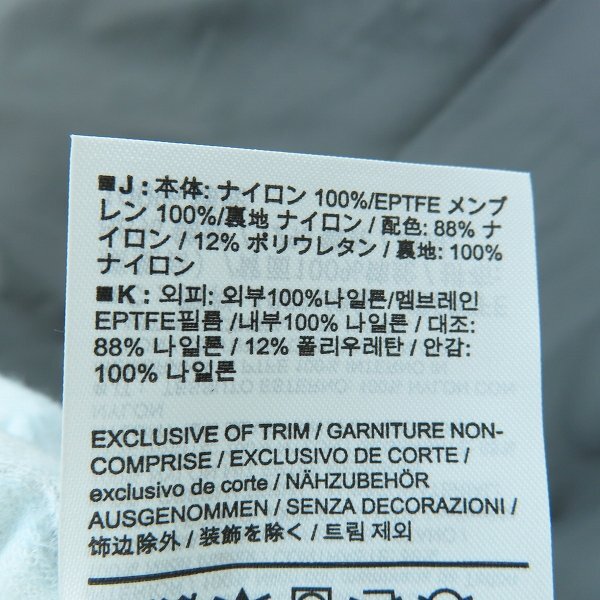 ■J : 本体: ナイロン 100%/EPTFE メンブ
レン 100%/裏地 ナイロン / 配色: 88% ナ
イロン / 12% ポリウレタン / 裏地: 100%
ナイロン
■K : 외피: 외부100%나일론/멤브레인
EPTFE필름 /내부100% 나일론 / 대조:
88% 나일론 / 12% 폴리우레탄 / 안감:
100% 나일론
EXCLUSIVE OF TRIM / GARNITURE NON-
COMPRISE / EXCLUSIVO DE CORTE /
exclusivo de corte / NÄHZUBEHÖR
AUSGENOMMEN / SENZA DECORAZIONI /
饰边除外 / 装飾を除く / 트림 제외